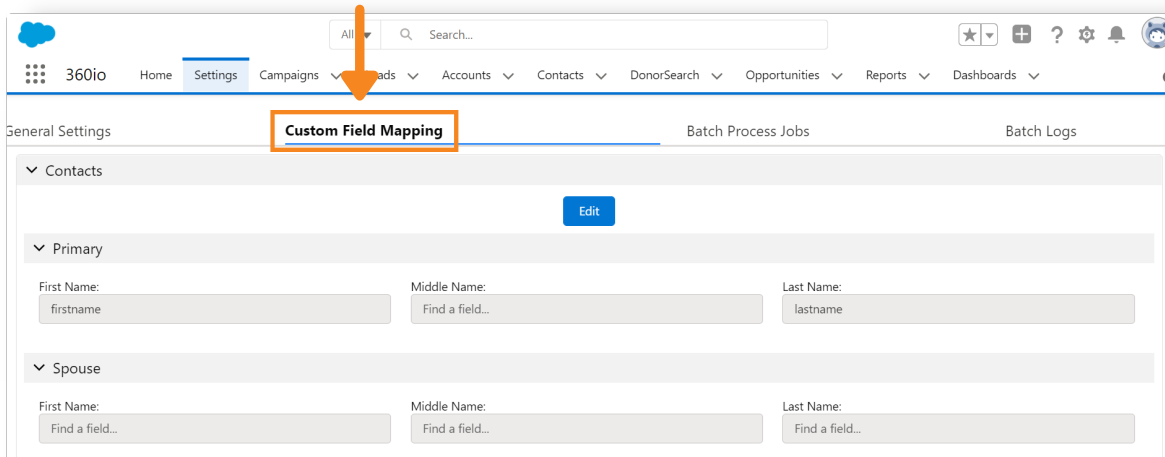 All Search...
360io Home Settings Campaigns ads Accounts Contacts DonorSearch Opportunities Reports Dashboards
General Settings Custom Field Mapping Batch Process Jobs Batch Logs
Contacts
Edit
Primary
First Name: Middle Name: Last Name:
firstname Find a field... lastname
Spouse
First Name: Middle Name: Last Name:
Find a field... Find a field... Find a field...